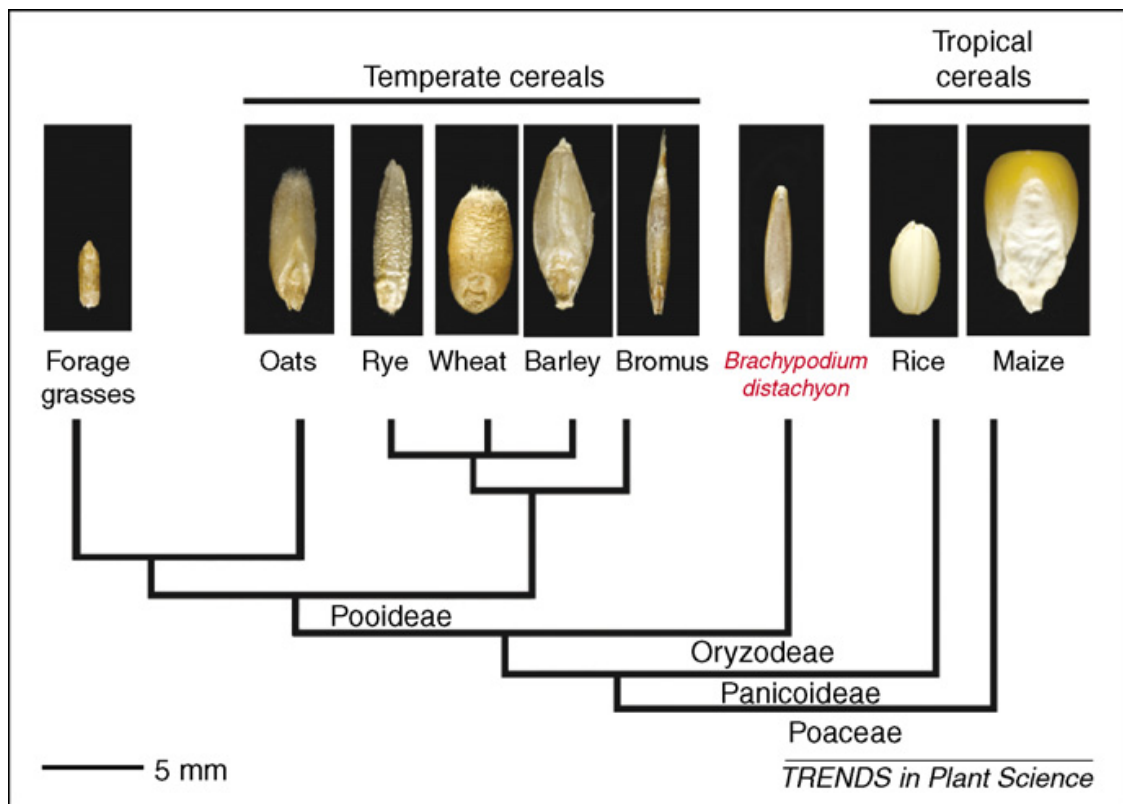 Tropical
cereals
Temperate cereals
Forage
grasses
Oats
Rye
Wheat
Barley
Bromus
Brachypodium
distachyon
Rice
Maize
Pooideae
Oryzodeae
Panicoideae
Poaceae
5 mm
TRENDS in Plant Science